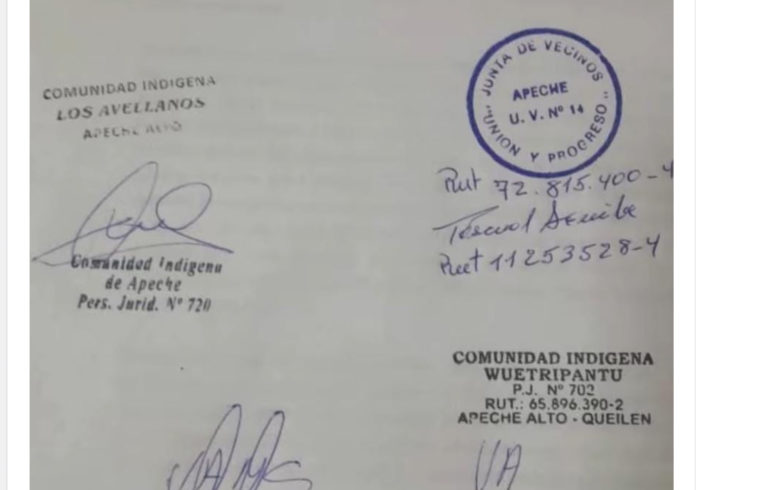 COMUNIDAD INDIGENA
LOS AVELLANOS
APECHE ALTO
Comunidad Indigena
de Apeche
Pers. Jurid. Nº 720
JUNTA DE VECINOS
APECHE
U. V. Nº 14
"UNION Y PROGRESO"
Rut 72.815.400-4
Rut 11253528-4
COMUNIDAD INDIGENA
WUETRIPANTU
P.J. Nº 702
RUT.: 65.896.390-2
APECHE ALTO - QUEILEN